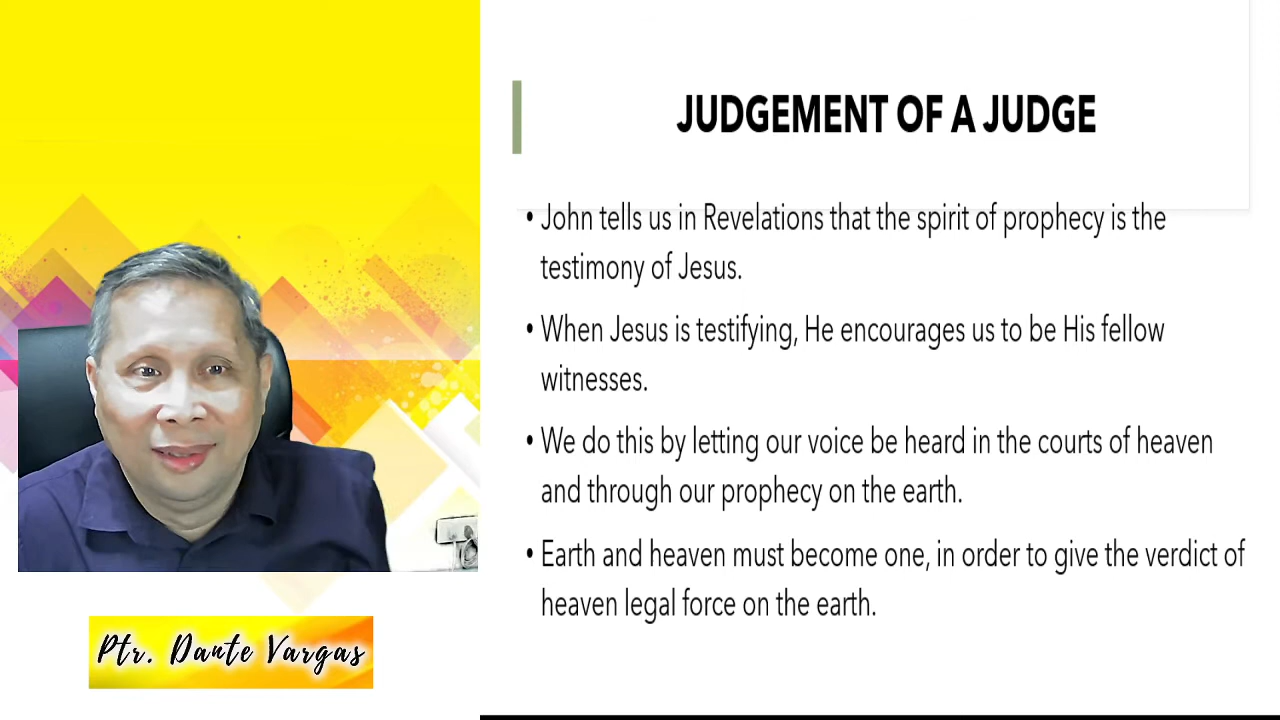 JUDGEMENT OF A JUDGE
• John tells us in Revelations that the spirit of prophecy is the
testimony of Jesus.
• When Jesus is testifying, He encourages us to be His fellow
witnesses.
• We do this by letting our voice be heard in the courts of heaven
and through our prophecy on the earth.
• Earth and heaven must become one, in order to give the verdict of
heaven legal force on the earth.
Ptr. Dante Vargas